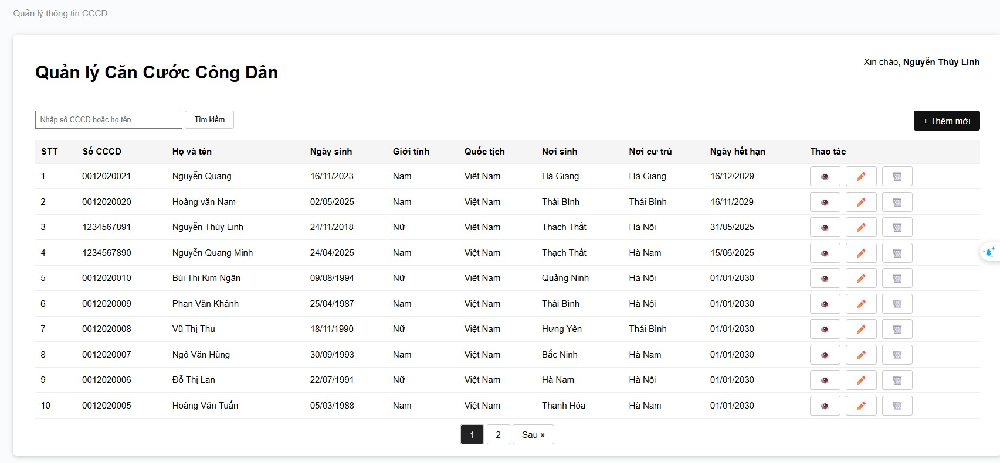 Quản lý thông tin CCCD
Quản lý Căn Cước Công Dân
Xin chào, Nguyễn Thùy Linh
Nhập số CCCD hoặc họ tên... Tìm kiếm + Thêm mới
STT Số CCCD Họ và tên Ngày sinh Giới tính Quốc tịch Nơi sinh Nơi cư trú Ngày hết hạn Thao tác
1 0012020021 Nguyễn Quang 16/11/2023 Nam Việt Nam Hà Giang Hà Giang 16/12/2029
2 0012020020 Hoàng văn Nam 02/05/2025 Nam Việt Nam Thái Bình Thái Bình 16/11/2029
3 1234567891 Nguyễn Thùy Linh 24/11/2018 Nữ Việt Nam Thạch Thất Hà Nội 31/05/2025
4 1234567890 Nguyễn Quang Minh 24/04/2025 Nam Việt Nam Thạch Thất Hà Nam 15/06/2025
5 0012020010 Bùi Thị Kim Ngân 09/08/1994 Nữ Việt Nam Quảng Ninh Hà Nội 01/01/2030
6 0012020009 Phan Văn Khánh 25/04/1987 Nam Việt Nam Thái Bình Hà Nội 01/01/2030
7 0012020008 Vũ Thị Thu 18/11/1990 Nữ Việt Nam Hưng Yên Thái Bình 01/01/2030
8 0012020007 Ngô Văn Hùng 30/09/1993 Nam Việt Nam Bắc Ninh Hà Nam 01/01/2030
9 0012020006 Đỗ Thị Lan 22/07/1991 Nữ Việt Nam Hà Nam Hà Nội 01/01/2030
10 0012020005 Hoàng Văn Tuấn 05/03/1988 Nam Việt Nam Thanh Hóa Hà Nam 01/01/2030
1 2 Sau »